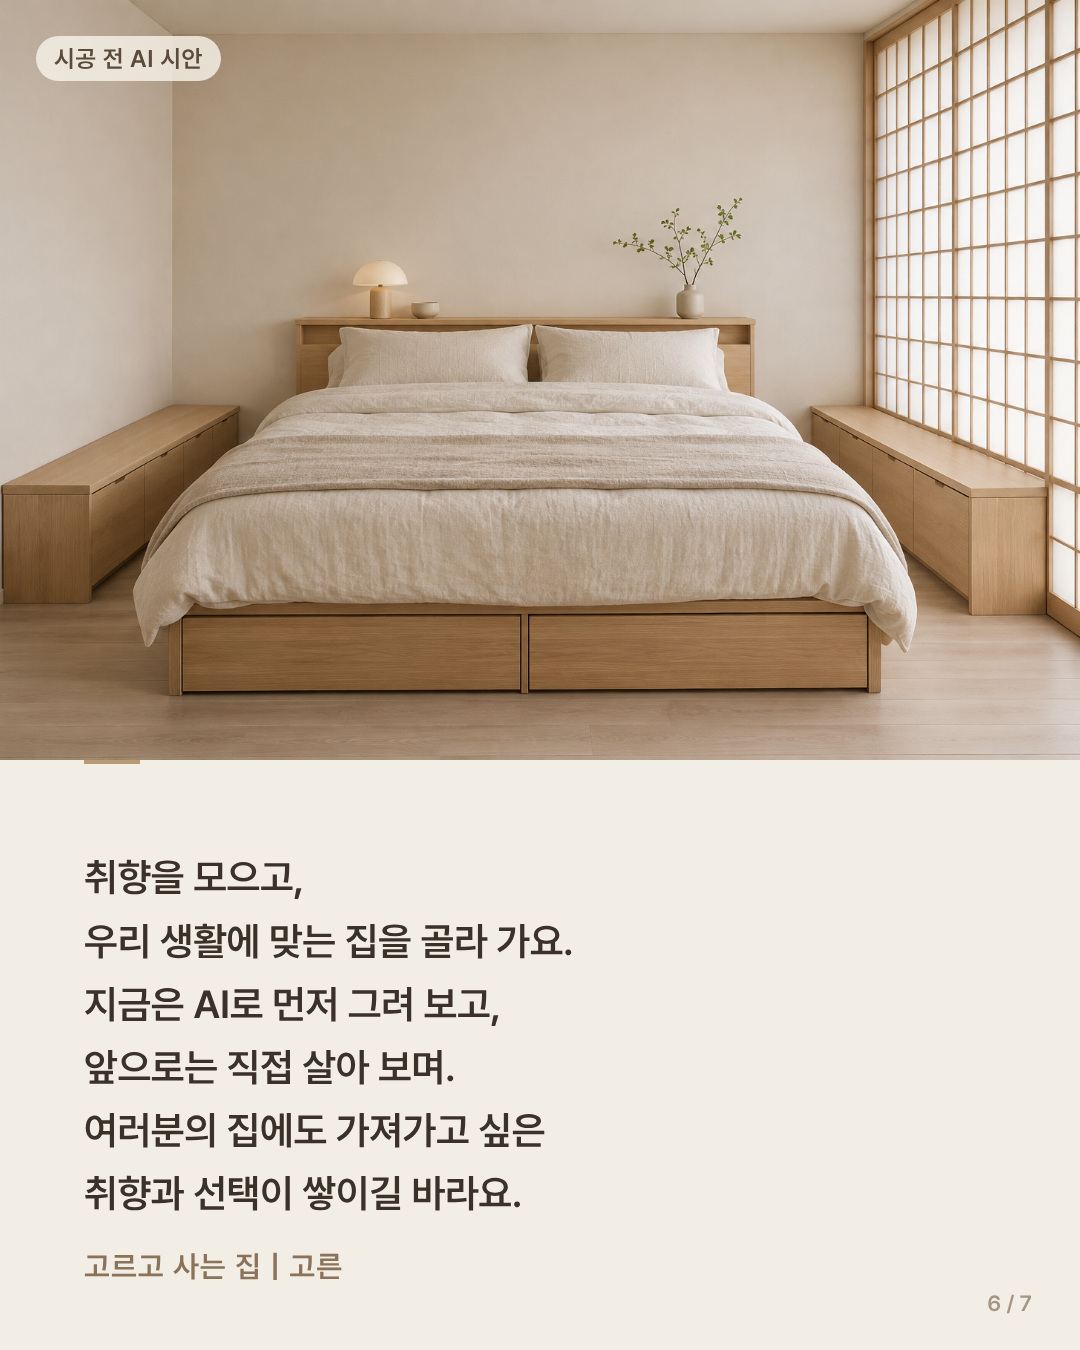 시공 전 AI 시안
취향을 모으고,
우리 생활에 맞는 집을 골라 가요.
지금은 AI로 먼저 그려 보고,
앞으로는 직접 살아 보며.
여러분의 집에도 가져가고 싶은
취향과 선택이 쌓이길 바라요.
고르고 사는 집 | 고른
6 / 7